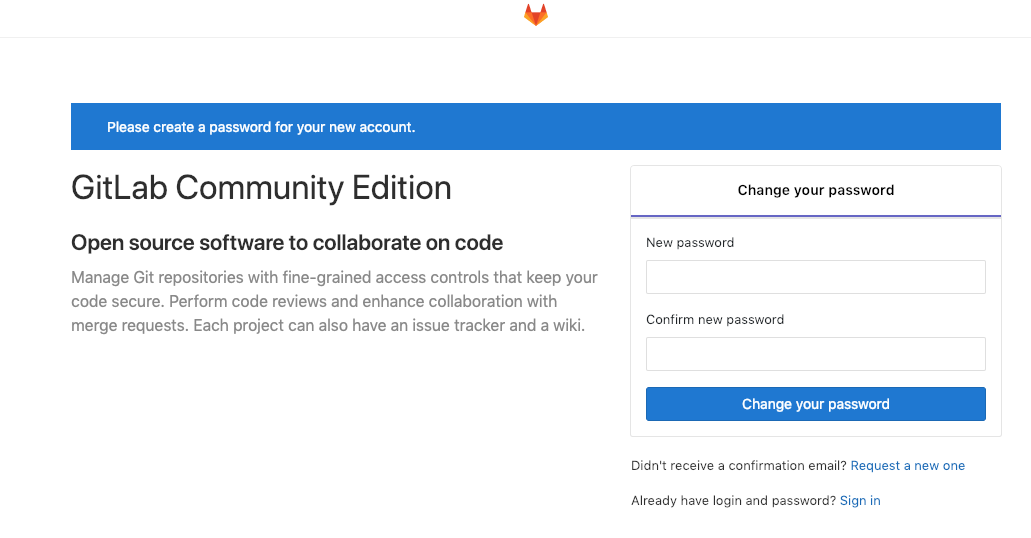 Please create a password for your new account.
GitLab Community Edition
Open source software to collaborate on code
Manage Git repositories with fine-grained access controls that keep your
code secure. Perform code reviews and enhance collaboration with
merge requests. Each project can also have an issue tracker and a wiki.
Change your password
New password
Confirm new password
Change your password
Didn't receive a confirmation email? Request a new one
Already have login and password? Sign in